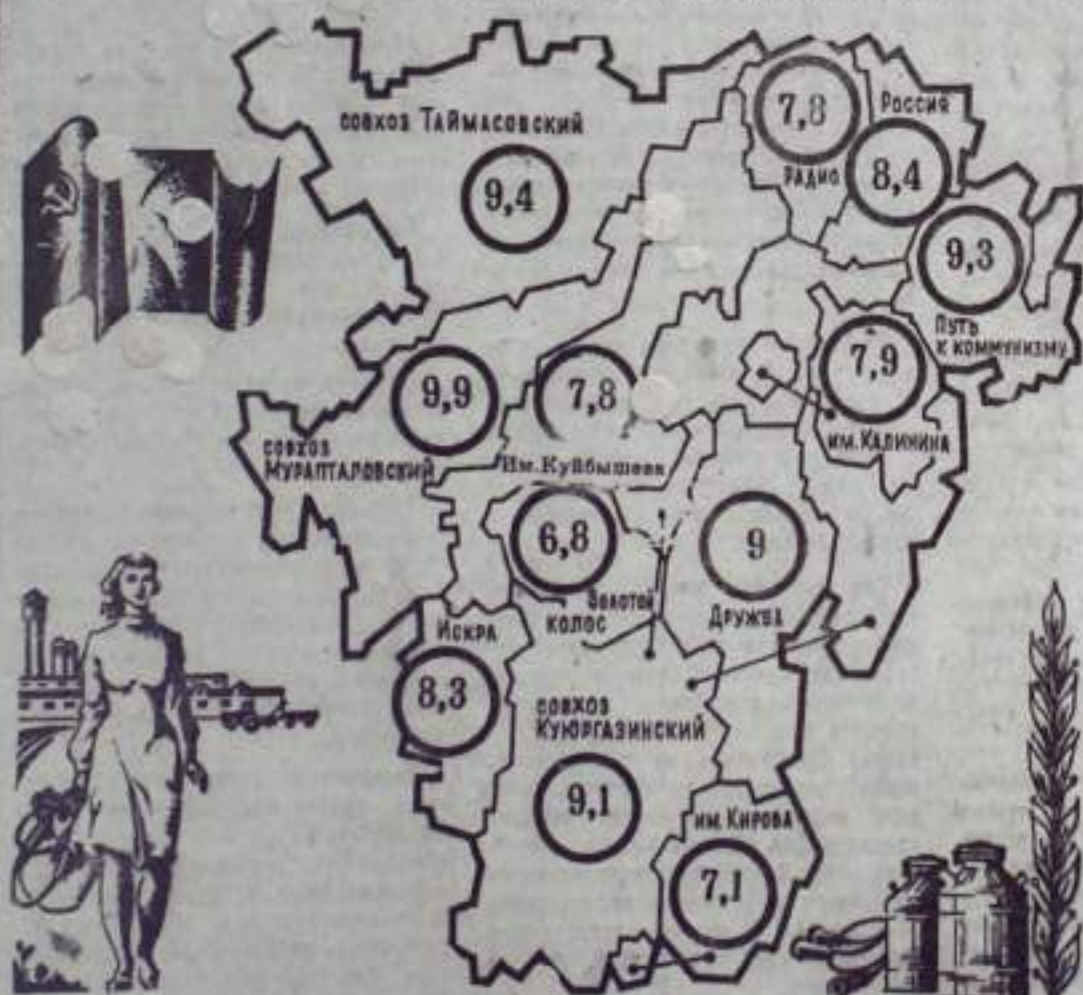 совхоз Таймасовский
9,4
7,8
Радио
Россия
8,4
9,3
Путь
к коммунизму
9,9
совхоз
Мурапталовский
7,8
Им. Куйбышева
7,9
им. Калинина
6,8
Золотой
колос
9
Дружба
Искра
8,3
совхоз
Куюргазинский
9,1
им. Кирова
7,1